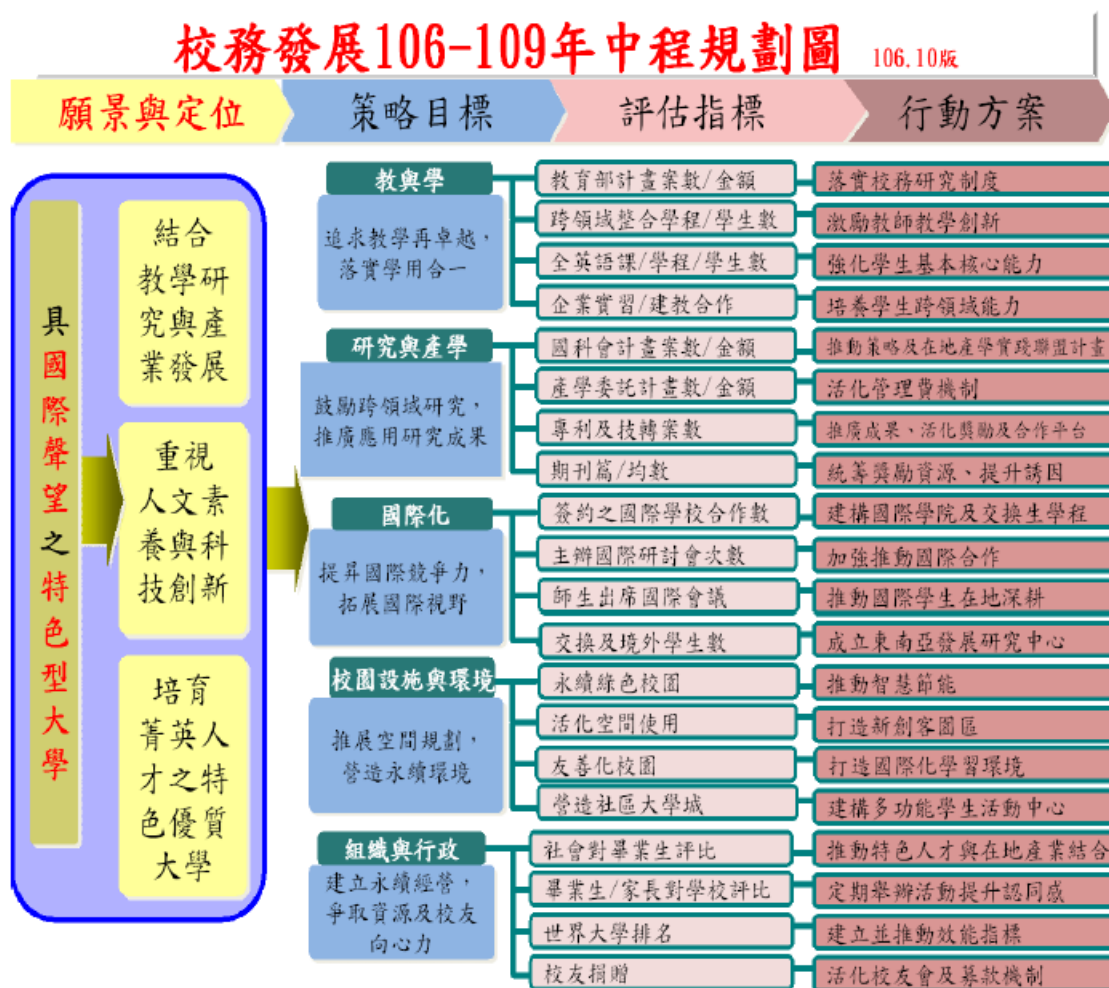 校務發展106-109年中程規劃圖 106.10版
願景與定位
策略目標
評估指標
行動方案
具國際聲望之特色型大學
結合
教學研
究與產
業發展
重視
人文素
養與科
技創新
培育
菁英人
才之特
色優質
大學
教與學
追求教學再卓越，
落實學用合一
教育部計畫案數/金額
落實校務研究制度
跨領域整合學程/學生數
激勵教師教學創新
全英語課/學程/學生數
強化學生基本核心能力
企業實習/建教合作
培養學生跨領域能力
研究與產學
鼓勵跨領域研究，
推廣應用研究成果
國科會計畫案數/金額
推動策略及在地產學實踐聯盟計畫
產學委託計畫數/金額
活化管理費機制
專利及技轉案數
推廣成果、活化獎勵及合作平台
期刊篇/均數
統籌獎勵資源、提升誘因
國際化
提昇國際競爭力，
拓展國際視野
簽約之國際學校合作數
建構國際學院及交換生學程
主辦國際研討會次數
加強推動國際合作
師生出席國際會議
推動國際學生在地深耕
交換及境外學生數
成立東南亞發展研究中心
校園設施與環境
推展空間規劃，
營造永續環境
永續綠色校園
推動智慧節能
活化空間使用
打造新創客園區
友善化校園
打造國際化學習環境
營造社區大學城
建構多功能學生活動中心
組織與行政
建立永續經營，
爭取資源及校友
向心力
社會對畢業生評比
推動特色人才與在地產業結合
畢業生/家長對學校評比
定期舉辦活動提升認同感
世界大學排名
建立並推動效能指標
校友捐贈
活化校友會及募款機制